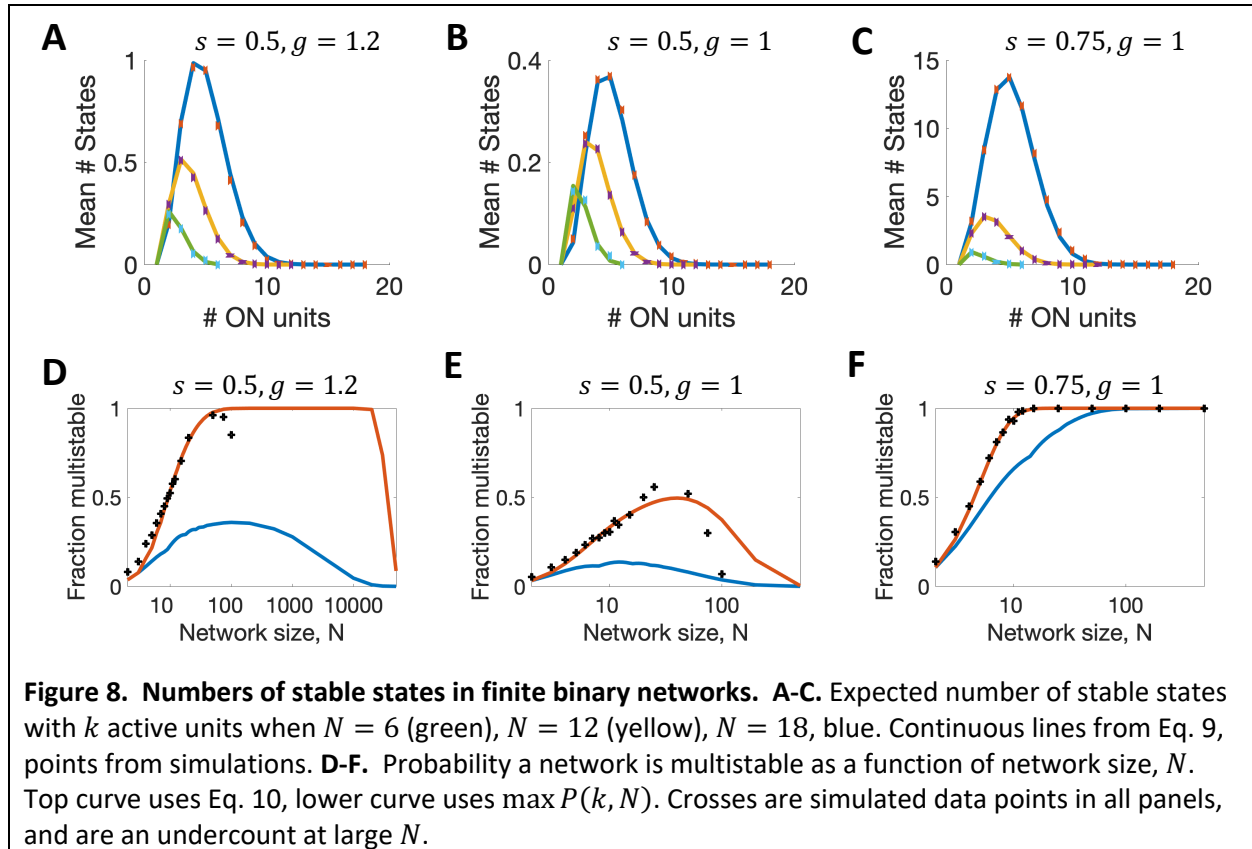 A
s = 0.5, g = 1.2
1
0.5
0
Mean # States
0
10
20
# ON units
B
s = 0.5, g = 1
0.4
0.2
0
Mean # States
0
10
20
# ON units
C
s = 0.75, g = 1
15
10
5
0
Mean # States
0
10
20
# ON units
D
s = 0.5, g = 1.2
1
0.5
0
Fraction multistable
10 100 1000 10000
Network size, N
E
s = 0.5, g = 1
1
0.5
0
Fraction multistable
10 100
Network size, N
F
s = 0.75, g = 1
1
0.5
0
Fraction multistable
10 100
Network size, N
Figure 8. Numbers of stable states in finite binary networks. A-C. Expected number of stable states
with k active units when N = 6 (green), N = 12 (yellow), N = 18, blue. Continuous lines from Eq. 9,
points from simulations. D-F. Probability a network is multistable as a function of network size, N.
Top curve uses Eq. 10, lower curve uses max P(k, N). Crosses are simulated data points in all panels,
and are an undercount at large N.